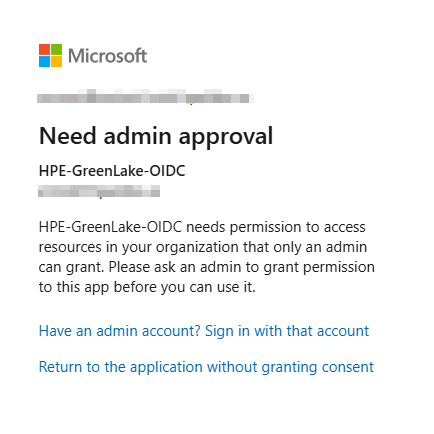 Microsoft
Need admin approval
HPE-GreenLake-OIDC
HPE-GreenLake-OIDC needs permission to access
resources in your organization that only an admin
can grant. Please ask an admin to grant permission
to this app before you can use it.
Have an admin account? Sign in with that account
Return to the application without granting consent